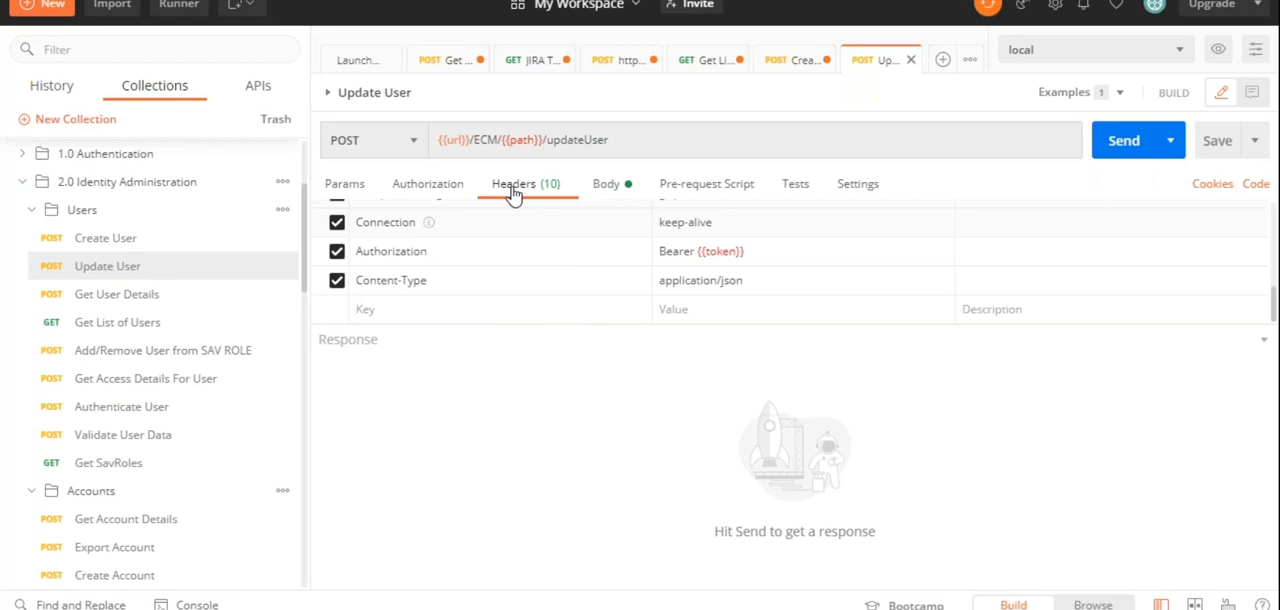 New Import Runner My Workspace Invite Upgrade
Filter
History Collections APIs
New Collection Trash
1.0 Authentication
2.0 Identity Administration
Users
POST Create User
POST Update User
POST Get User Details
GET Get List of Users
POST Add/Remove User from SAV ROLE
POST Get Access Details For User
POST Authenticate User
POST Validate User Data
GET Get SavRoles
Accounts
POST Get Account Details
POST Export Account
POST Create Account
Launch... POST Get ... GET JIRA T... POST http... GET Get Li... POST Crea... POST Up... local
Update User Examples 1 BUILD
POST {{url}}/ECM/{{path}}/updateUser Send Save
Params Authorization Headers (10) Body Pre-request Script Tests Settings Cookies Code
Connection keep-alive
Authorization Bearer {{token}}
Content-Type application/json
Key Value Description
Response
Hit Send to get a response
Find and Replace Console Bootcamp Build Browse